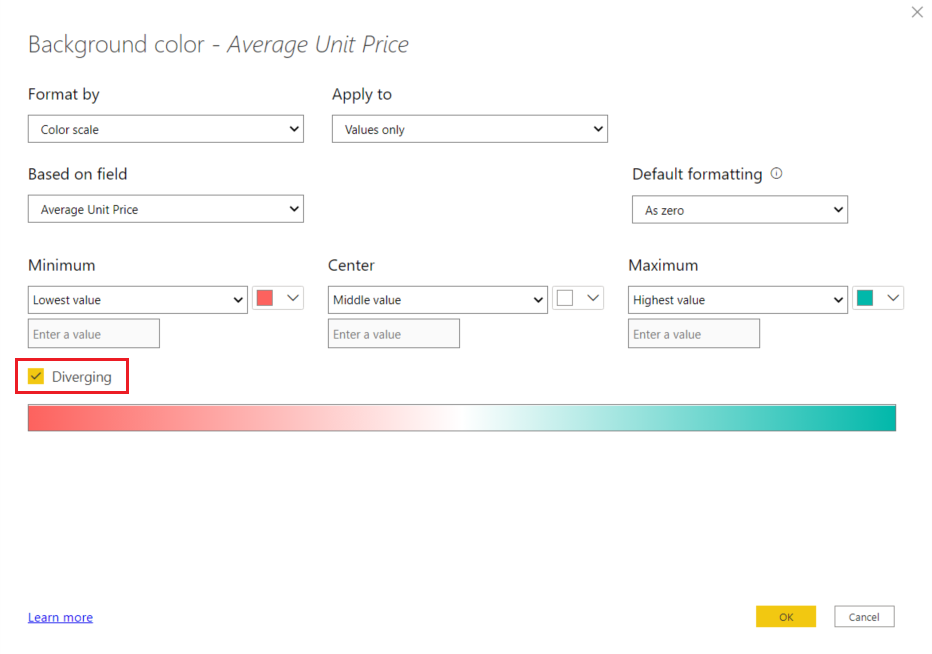 Background color - Average Unit Price
Format by
Apply to
Color scale
Values only
Based on field
Default formatting
Average Unit Price
As zero
Minimum
Center
Maximum
Lowest value
Middle value
Highest value
Enter a value
Enter a value
Enter a value
Diverging
Learn more
OK
Cancel